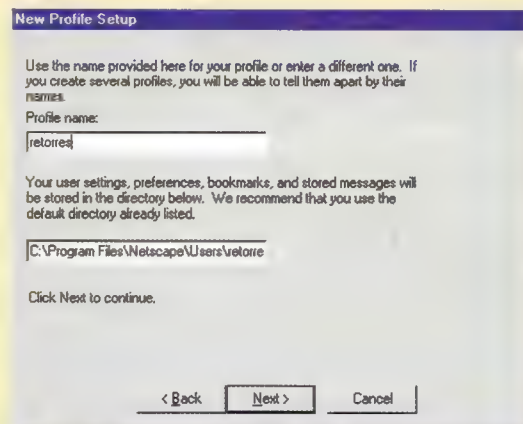 New Profile Setup
Use the name provided here for your profile or enter a different one. If
you create several profiles, you will be able to tell them apart by their
names.
Profile name:
retorres
Your user settings, preferences, bookmarks, and stored messages will
be stored in the directory below. We recommend that you use the
default directory already listed.
C:\Program Files\Netscape\Users\retorre
Click Next to continue.
< Back Next > Cancel